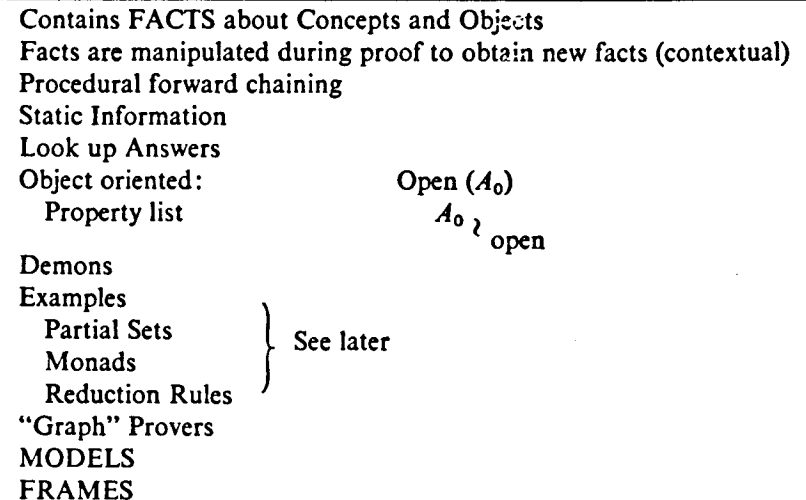 Contains FACTS about Concepts and Objects
Facts are manipulated during proof to obtain new facts (contextual)
Procedural forward chaining
Static Information
Look up Answers
Object oriented: Open (A₀)
Property list A₀ ≀ open
Demons
Examples
Partial Sets
Monads
Reduction Rules
See later
“Graph” Provers
MODELS
FRAMES